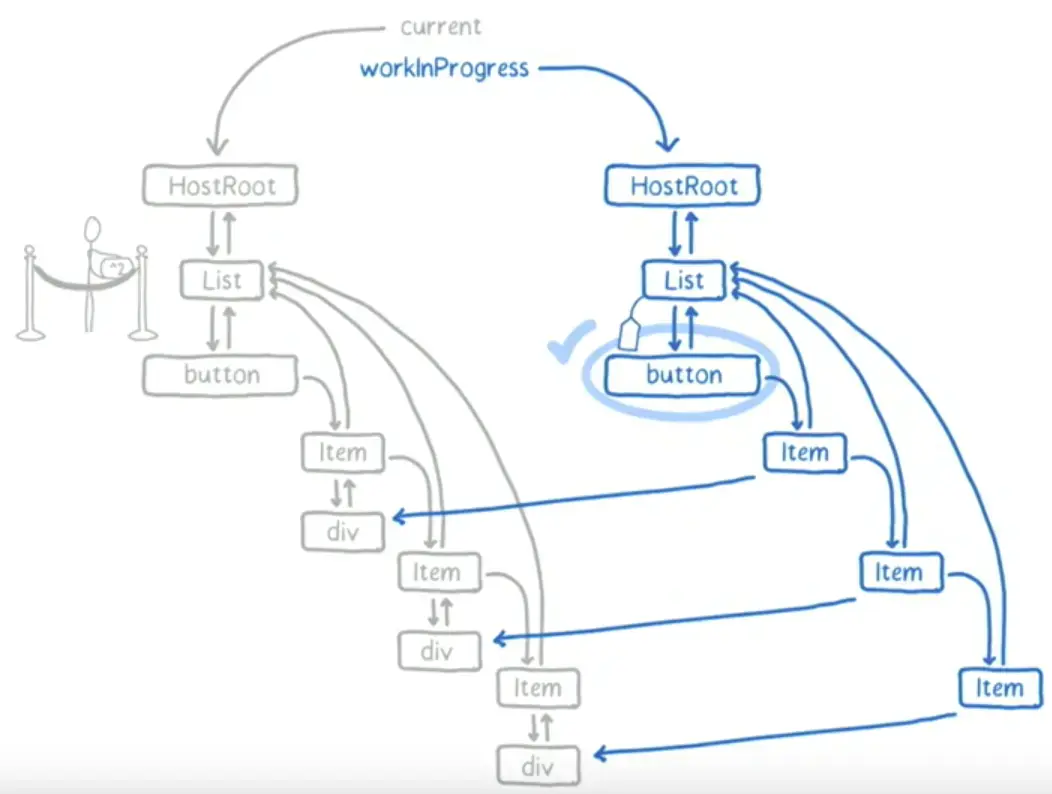 current
workInProgress
HostRoot
HostRoot
^2
List
List
button
button
Item
Item
div
Item
Item
div
Item
Item
div